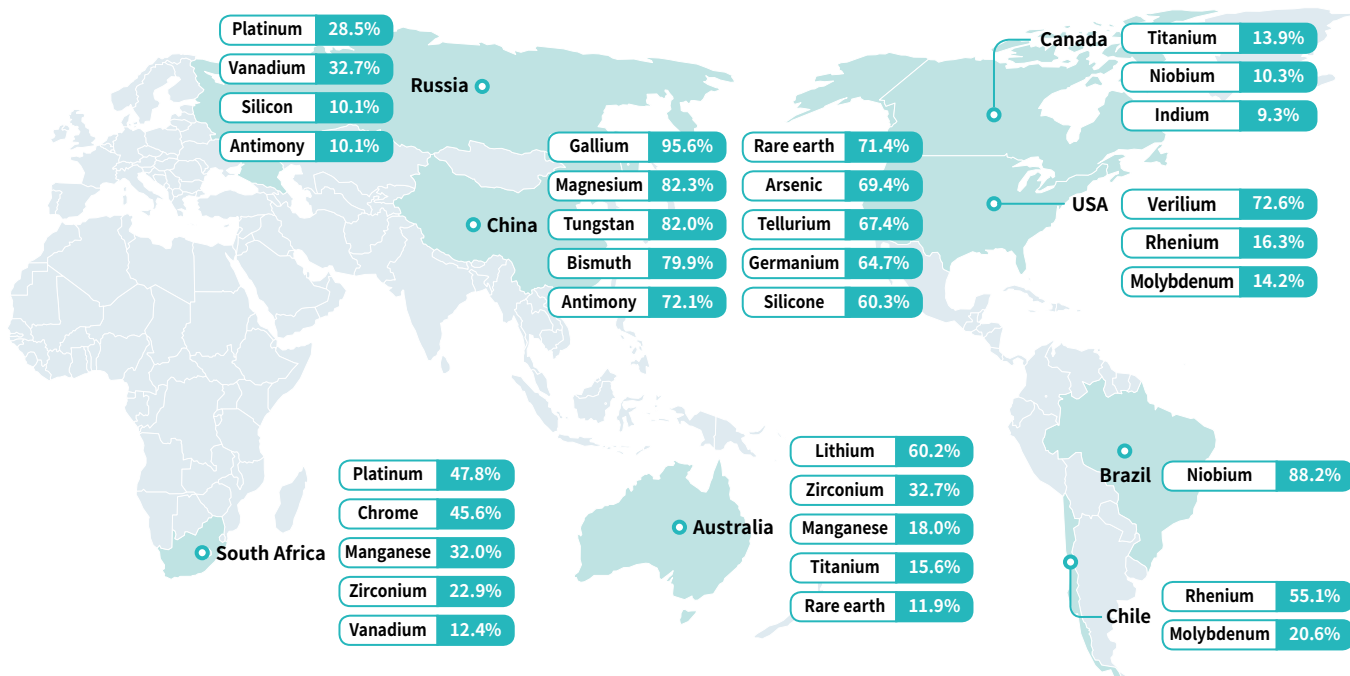 Platinum 28.5%
Vanadium 32.7%
Silicon 10.1%
Antimony 10.1%
Russia
Canada
Titanium 13.9%
Niobium 10.3%
Indium 9.3%
China
Gallium 95.6%
Magnesium 82.3%
Tungstan 82.0%
Bismuth 79.9%
Antimony 72.1%
Rare earth 71.4%
Arsenic 69.4%
Tellurium 67.4%
Germanium 64.7%
Silicone 60.3%
USA
Verilium 72.6%
Rhenium 16.3%
Molybdenum 14.2%
South Africa
Platinum 47.8%
Chrome 45.6%
Manganese 32.0%
Zirconium 22.9%
Vanadium 12.4%
Australia
Lithium 60.2%
Zirconium 32.7%
Manganese 18.0%
Titanium 15.6%
Rare earth 11.9%
Brazil
Niobium 88.2%
Chile
Rhenium 55.1%
Molybdenum 20.6%